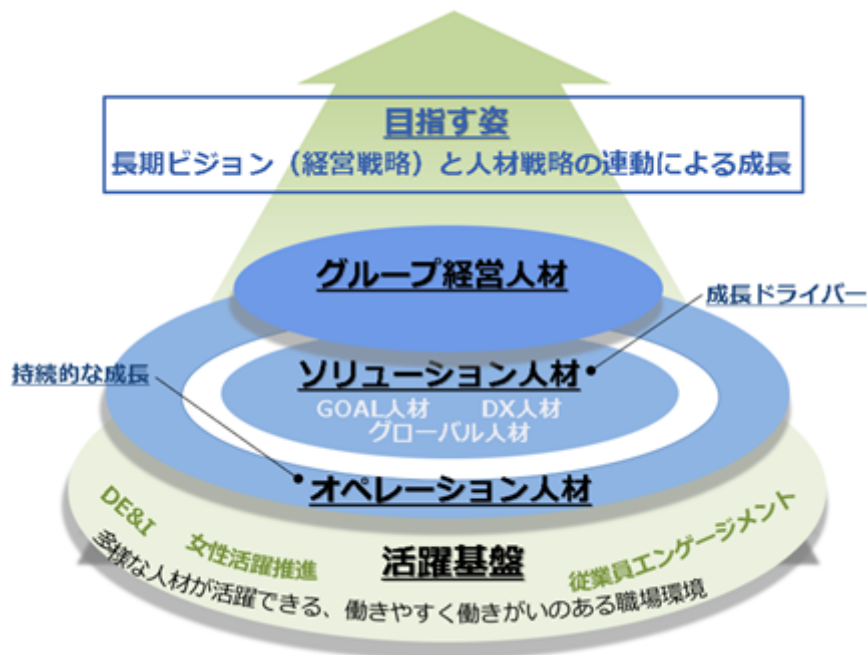 目指す姿
長期ビジョン（経営戦略）と人材戦略の連動による成長
グループ経営人材
成長ドライバー
持続的な成長
ソリューション人材
GOAL人材 DX人材
グローバル人材
オペレーション人材
DE&I 女性活躍推進 活躍基盤 従業員エンゲージメント
多様な人材が活躍できる、働きやすく働きがいのある職場環境